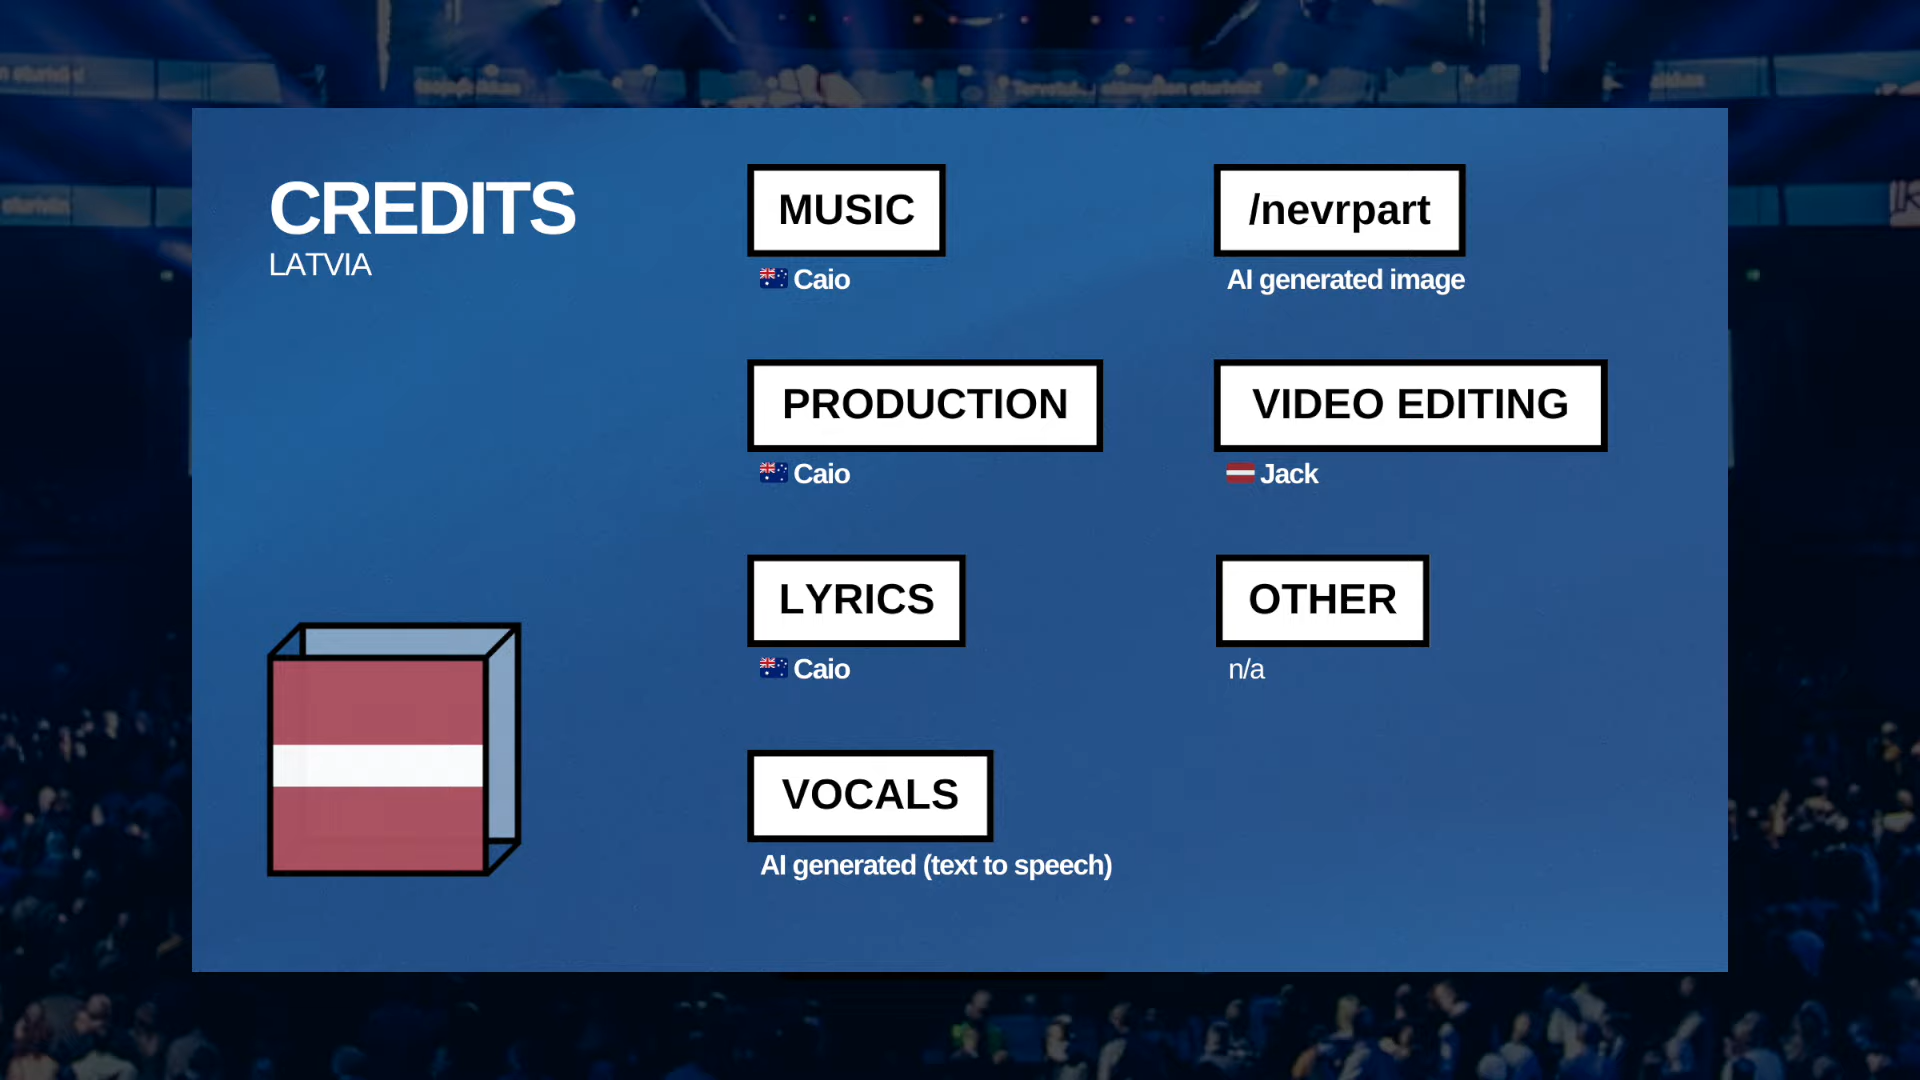 CREDITS
LATVIA
MUSIC
Caio
PRODUCTION
Caio
LYRICS
Caio
VOCALS
AI generated (text to speech)
/nevrpart
AI generated image
VIDEO EDITING
Jack
OTHER
n/a